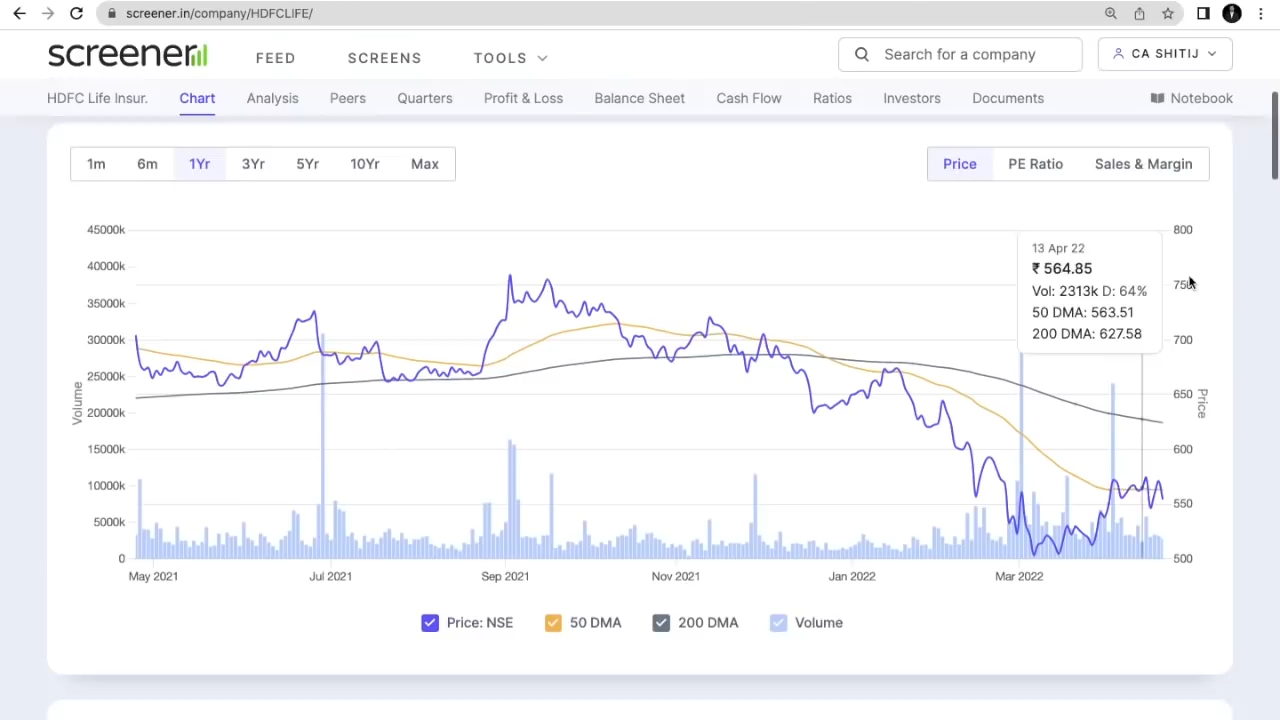 screener.in/company/HDFCLIFE/
screener
FEED SCREENS TOOLS
Search for a company
CA SHITIJ
HDFC Life Insur. Chart Analysis Peers Quarters Profit & Loss Balance Sheet Cash Flow Ratios Investors Documents Notebook
1m 6m 1Yr 3Yr 5Yr 10Yr Max
Price PE Ratio Sales & Margin
45000k
40000k
35000k
30000k
25000k
20000k
15000k
10000k
5000k
0
Volume
800
750
700
650
600
550
500
Price
13 Apr 22
₹ 564.85
Vol: 2313k D: 64%
50 DMA: 563.51
200 DMA: 627.58
May 2021 Jul 2021 Sep 2021 Nov 2021 Jan 2022 Mar 2022
Price: NSE 50 DMA 200 DMA Volume